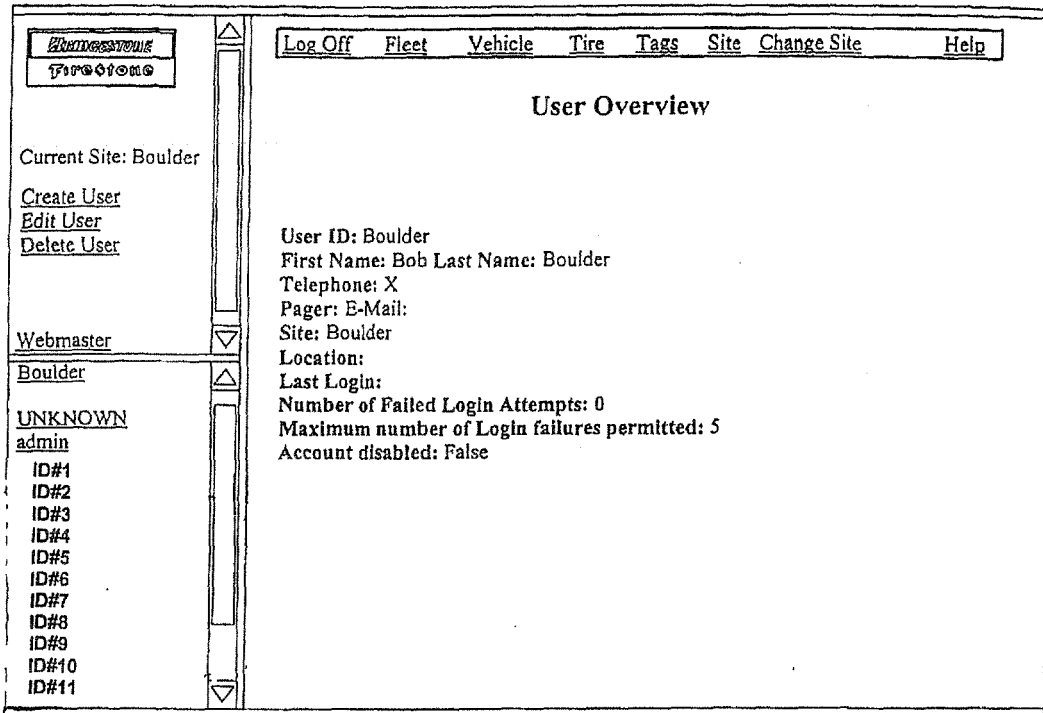 BRIDGESTONE
Firestone
Current Site: Boulder
Create User
Edit User
Delete User
Webmaster
Boulder
UNKNOWN
admin
ID#1
ID#2
ID#3
ID#4
ID#5
ID#6
ID#7
ID#8
ID#9
ID#10
ID#11
Log Off Fleet Vehicle Tire Tags Site Change Site Help
User Overview
User ID: Boulder
First Name: Bob Last Name: Boulder
Telephone: X
Pager: E-Mail:
Site: Boulder
Location:
Last Login:
Number of Failed Login Attempts: 0
Maximum number of Login failures permitted: 5
Account disabled: False